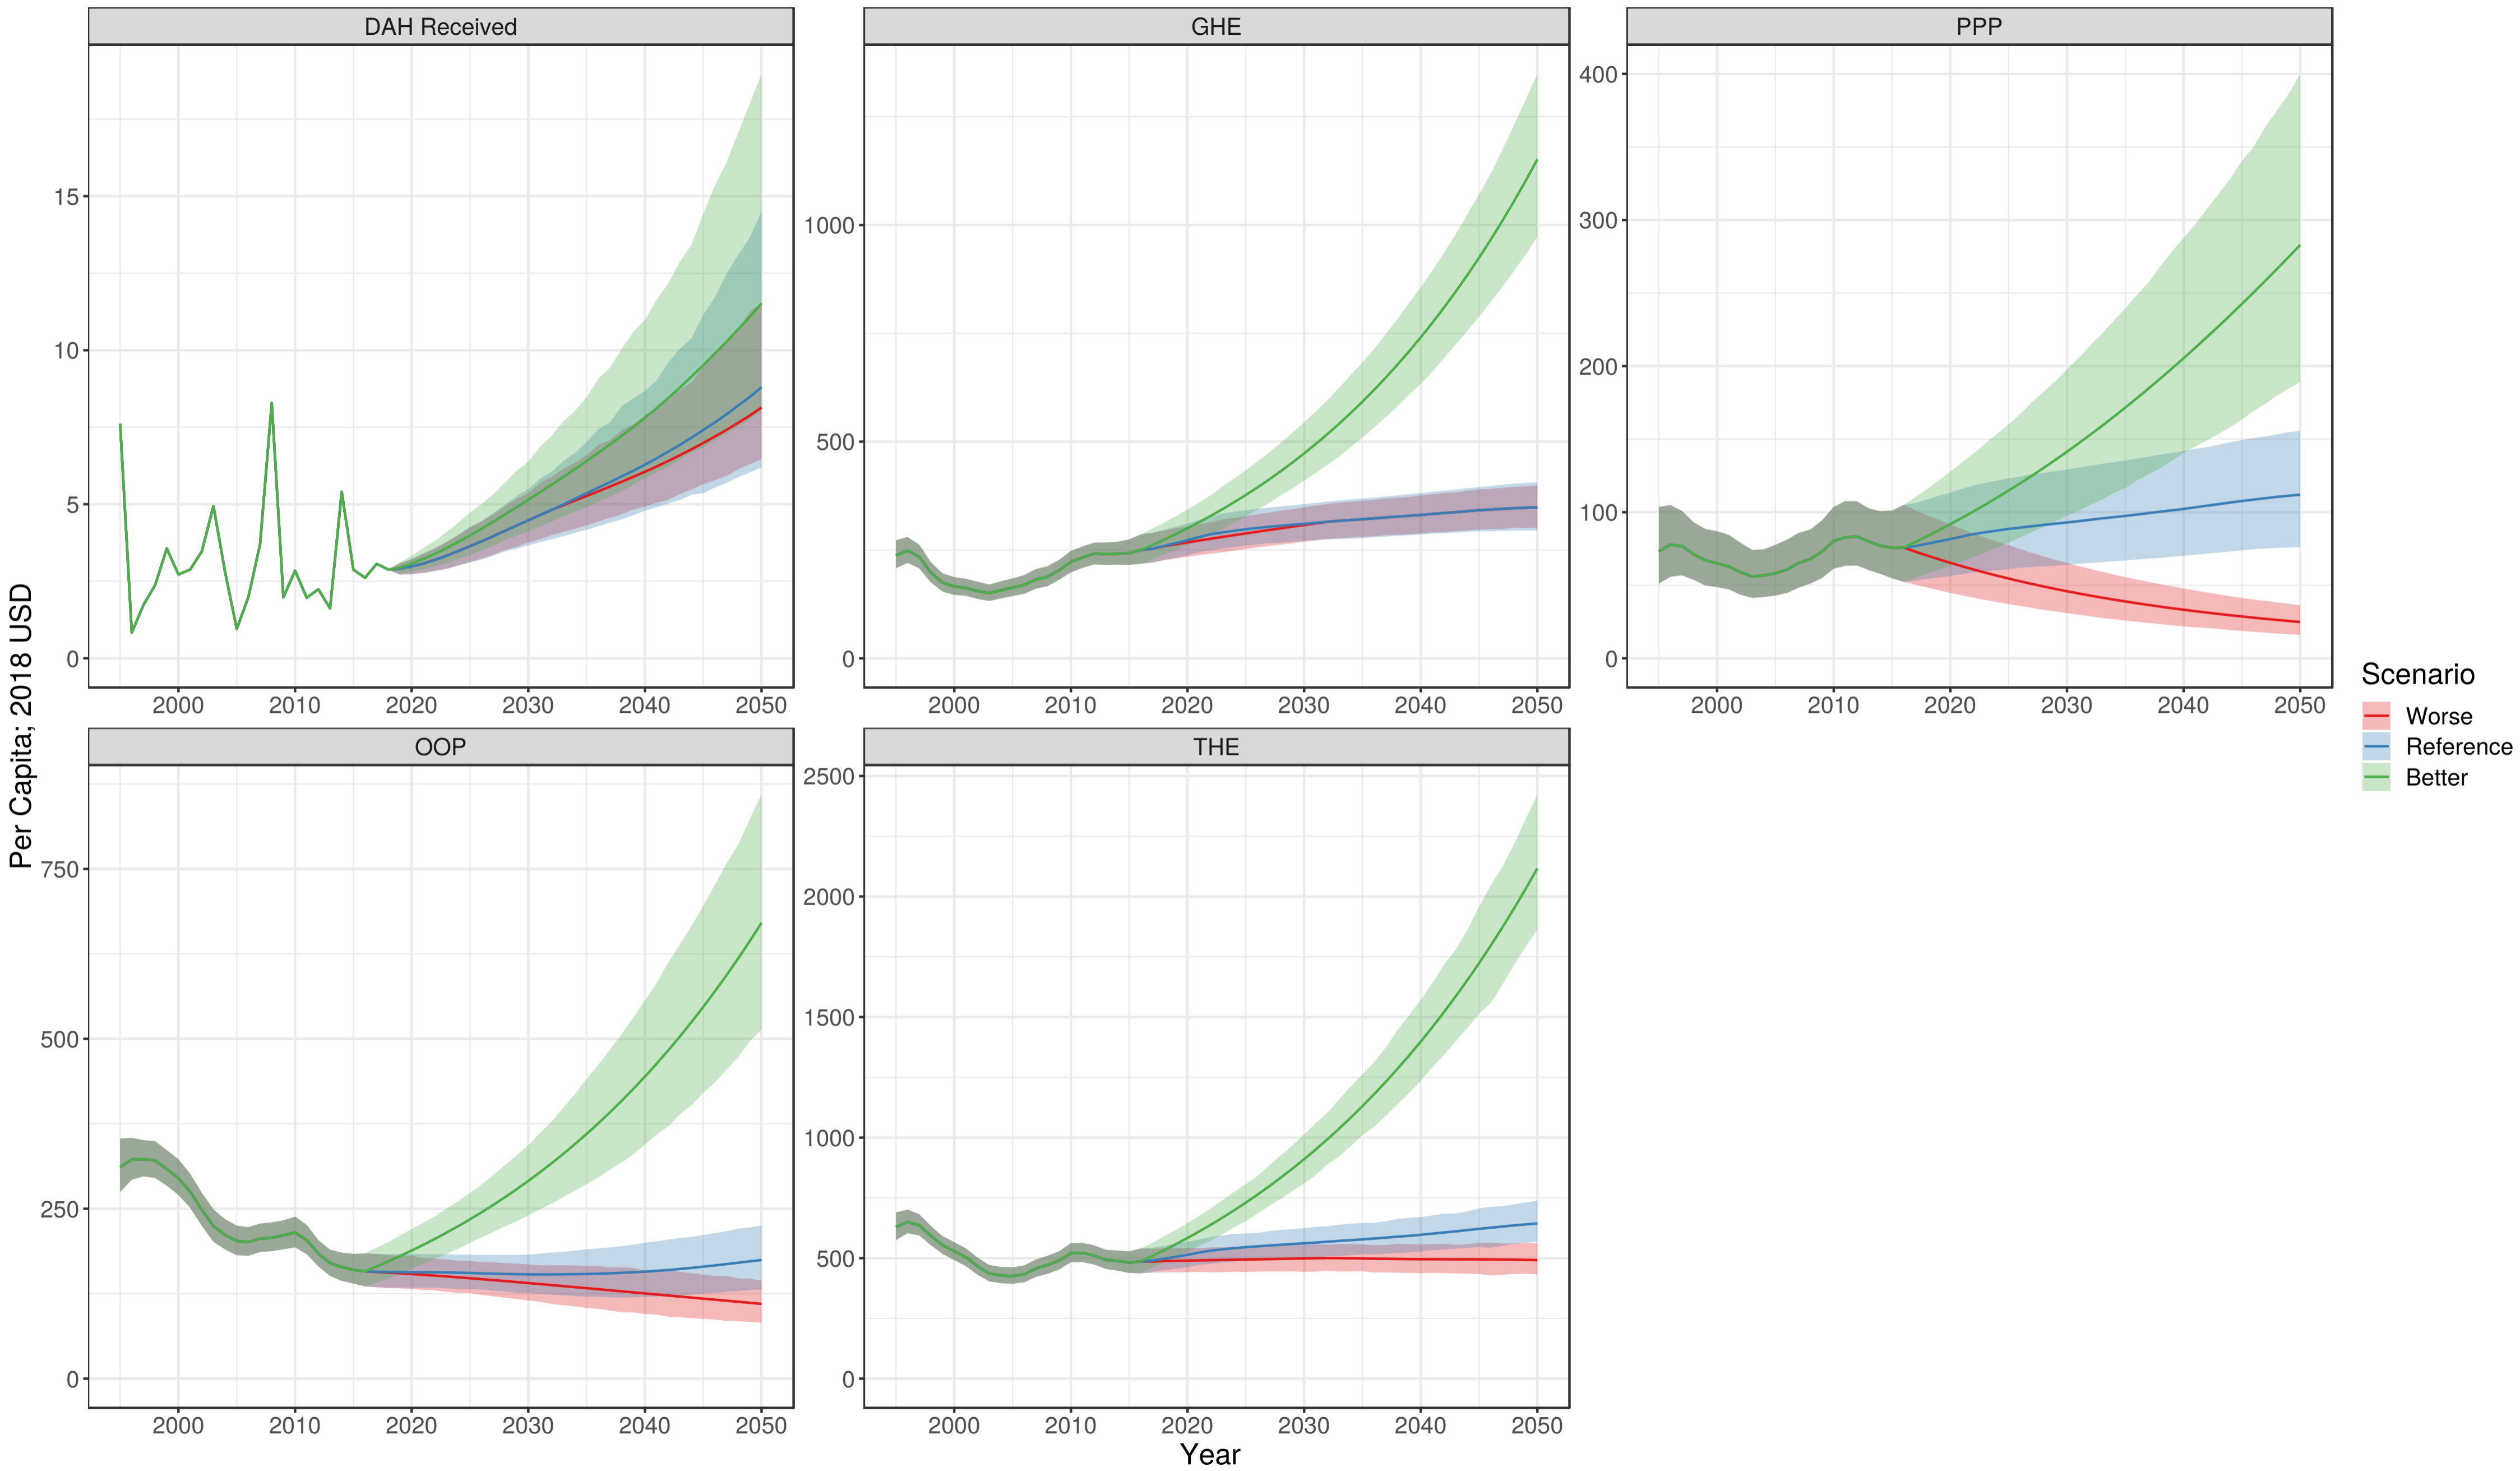 DAH Received
GHE
PPP
15
10
5
0
2000 2010 2020 2030 2040 2050
1000
500
0
2000 2010 2020 2030 2040 2050
400
300
200
100
0
2000 2010 2020 2030 2040 2050
OOP
THE
750
500
250
0
2000 2010 2020 2030 2040 2050
2500
2000
1500
1000
500
0
2000 2010 2020 2030 2040 2050
Per Capita; 2018 USD
Year
Scenario
Worse
Reference
Better